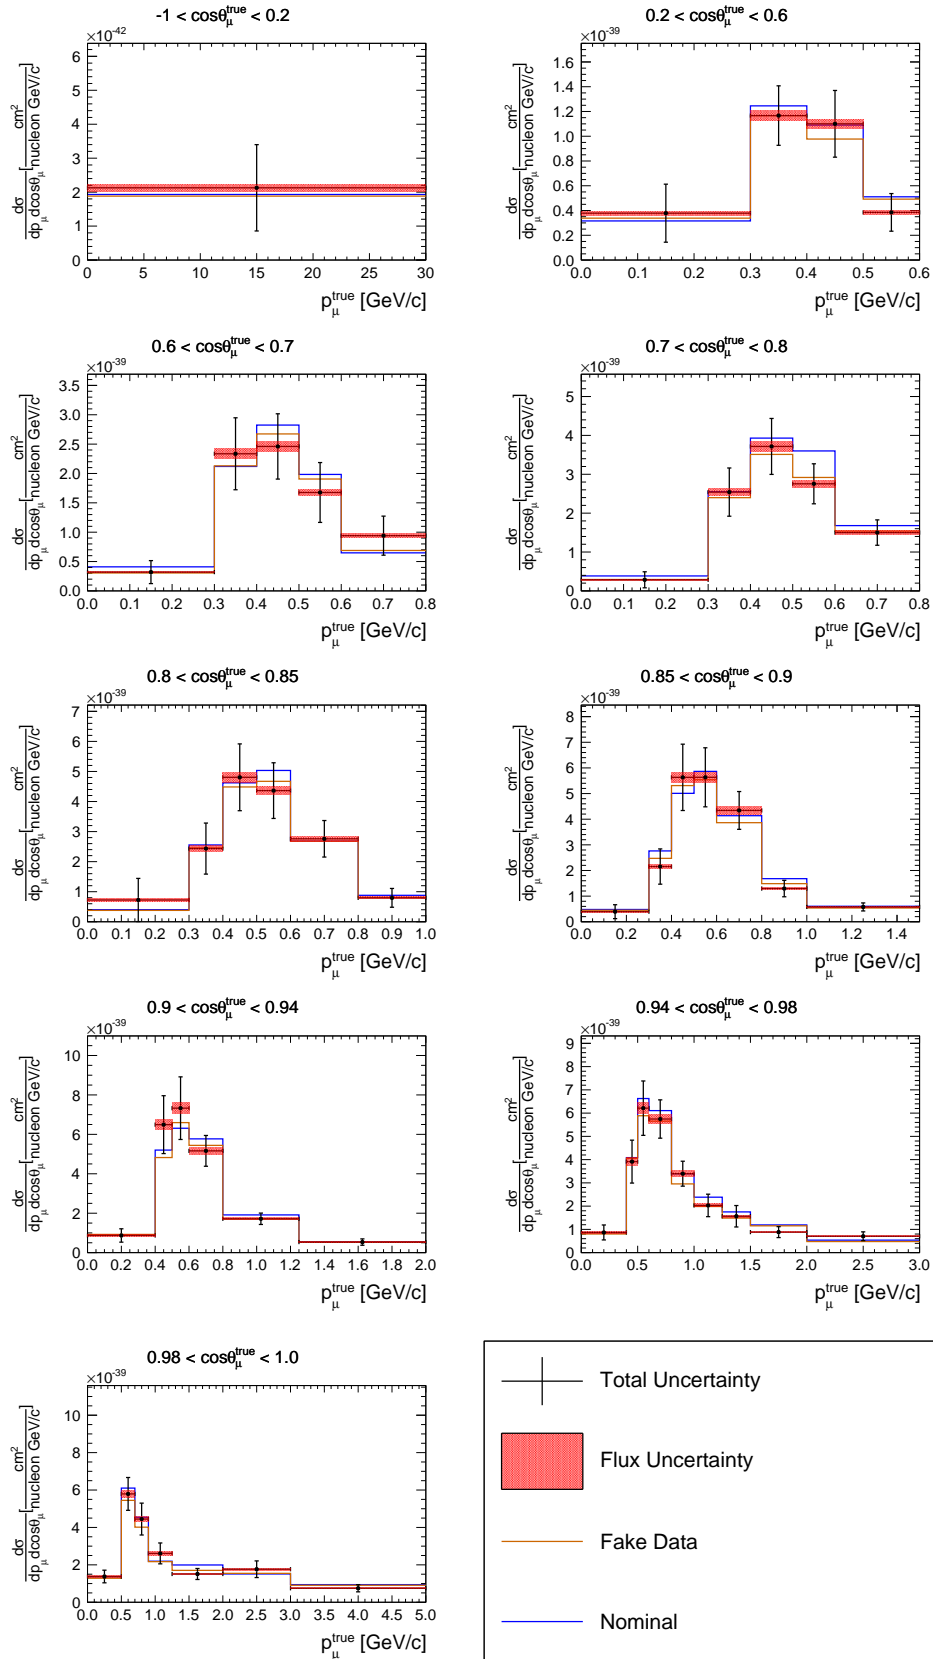 -1 < cosθμ^true < 0.2
×10^-42
dσ / dp_μ dcosθ_μ [cm² / nucleon GeV/c]
6
5
4
3
2
1
0
0 5 10 15 20 25 30
p_μ^true [GeV/c]
0.2 < cosθμ^true < 0.6
×10^-39
dσ / dp_μ dcosθ_μ [cm² / nucleon GeV/c]
1.6
1.4
1.2
1.0
0.8
0.6
0.4
0.2
0.0
0.0 0.1 0.2 0.3 0.4 0.5 0.6
p_μ^true [GeV/c]
0.6 < cosθμ^true < 0.7
×10^-39
dσ / dp_μ dcosθ_μ [cm² / nucleon GeV/c]
3.5
3.0
2.5
2.0
1.5
1.0
0.5
0.0
0.0 0.1 0.2 0.3 0.4 0.5 0.6 0.7 0.8
p_μ^true [GeV/c]
0.7 < cosθμ^true < 0.8
×10^-39
dσ / dp_μ dcosθ_μ [cm² / nucleon GeV/c]
5
4
3
2
1
0
0.0 0.1 0.2 0.3 0.4 0.5 0.6 0.7 0.8
p_μ^true [GeV/c]
0.8 < cosθμ^true < 0.85
×10^-39
dσ / dp_μ dcosθ_μ [cm² / nucleon GeV/c]
7
6
5
4
3
2
1
0
0.0 0.1 0.2 0.3 0.4 0.5 0.6 0.7 0.8 0.9 1.0
p_μ^true [GeV/c]
0.85 < cosθμ^true < 0.9
×10^-39
dσ / dp_μ dcosθ_μ [cm² / nucleon GeV/c]
8
7
6
5
4
3
2
1
0
0.0 0.2 0.4 0.6 0.8 1.0 1.2 1.4
p_μ^true [GeV/c]
0.9 < cosθμ^true < 0.94
×10^-39
dσ / dp_μ dcosθ_μ [cm² / nucleon GeV/c]
10
8
6
4
2
0
0.0 0.2 0.4 0.6 0.8 1.0 1.2 1.4 1.6 1.8 2.0
p_μ^true [GeV/c]
0.94 < cosθμ^true < 0.98
×10^-39
dσ / dp_μ dcosθ_μ [cm² / nucleon GeV/c]
9
8
7
6
5
4
3
2
1
0
0.0 0.5 1.0 1.5 2.0 2.5 3.0
p_μ^true [GeV/c]
0.98 < cosθμ^true < 1.0
×10^-39
dσ / dp_μ dcosθ_μ [cm² / nucleon GeV/c]
10
8
6
4
2
0
0.0 0.5 1.0 1.5 2.0 2.5 3.0 3.5 4.0 4.5 5.0
p_μ^true [GeV/c]
Total Uncertainty
Flux Uncertainty
Fake Data
Nominal